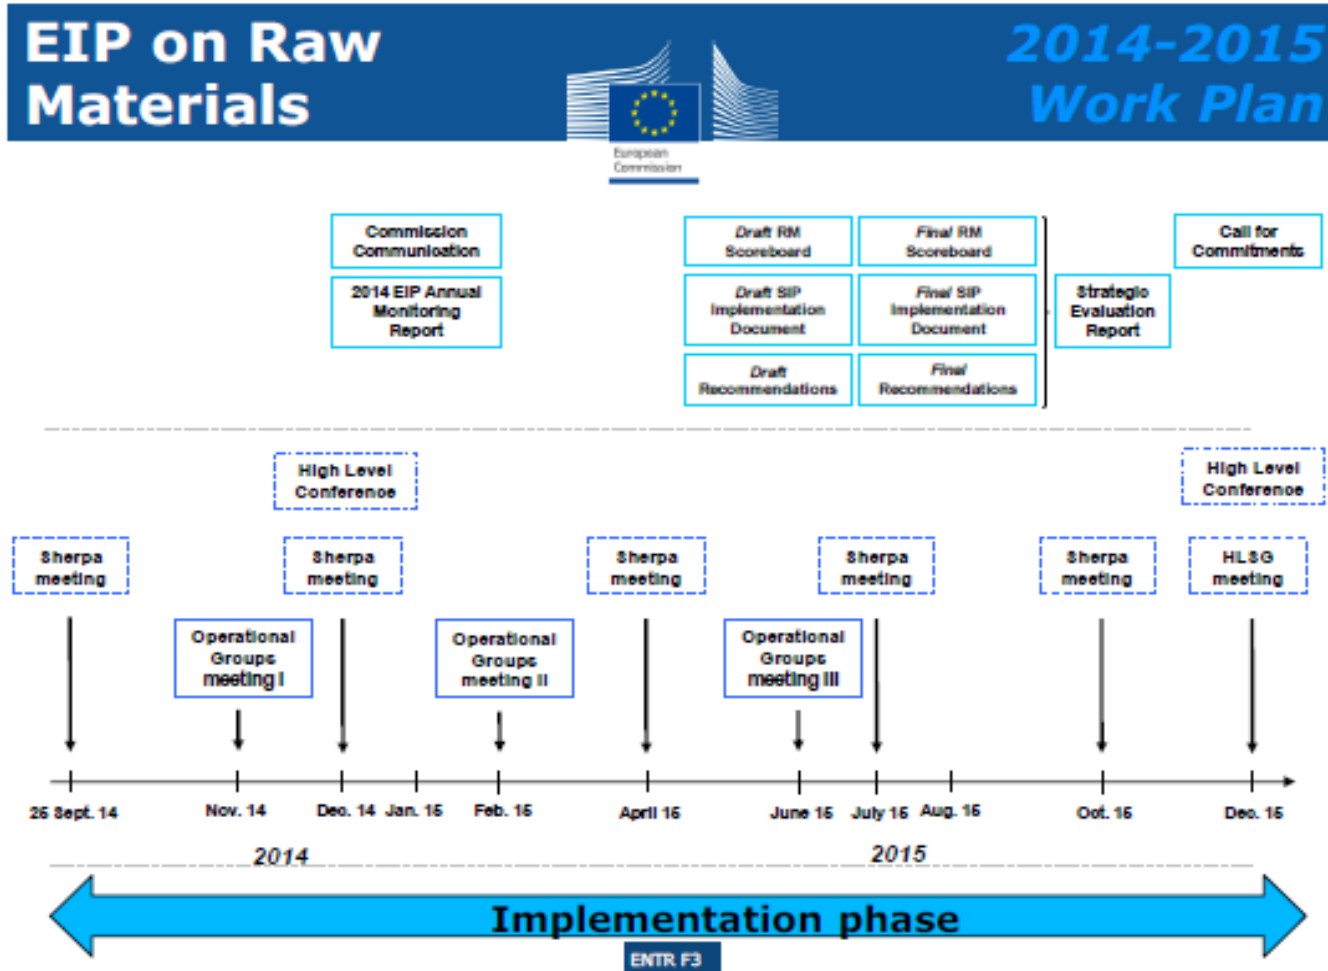 EIP on Raw
Materials
2014-2015
Work Plan
European
Commission
Commission
Communication
2014 EIP Annual
Monitoring
Report
Draft RM
Scoreboard
Draft SIP
Implementation
Document
Draft
Recommendations
Final RM
Scoreboard
Final SIP
Implementation
Document
Final
Recommendations
Strategic
Evaluation
Report
Call for
Commitments
High Level
Conference
High Level
Conference
Sherpa
meeting
Sherpa
meeting
Sherpa
meeting
Sherpa
meeting
Sherpa
meeting
HLSG
meeting
Operational
Groups
meeting I
Operational
Groups
meeting II
Operational
Groups
meeting III
Sept. 14
Nov. 14
Dec. 14
Jan. 15
Feb. 15
April 15
June 15
July 15
Aug. 15
Oct. 15
Dec. 15
2014
2015
Implementation phase
ENTR F3